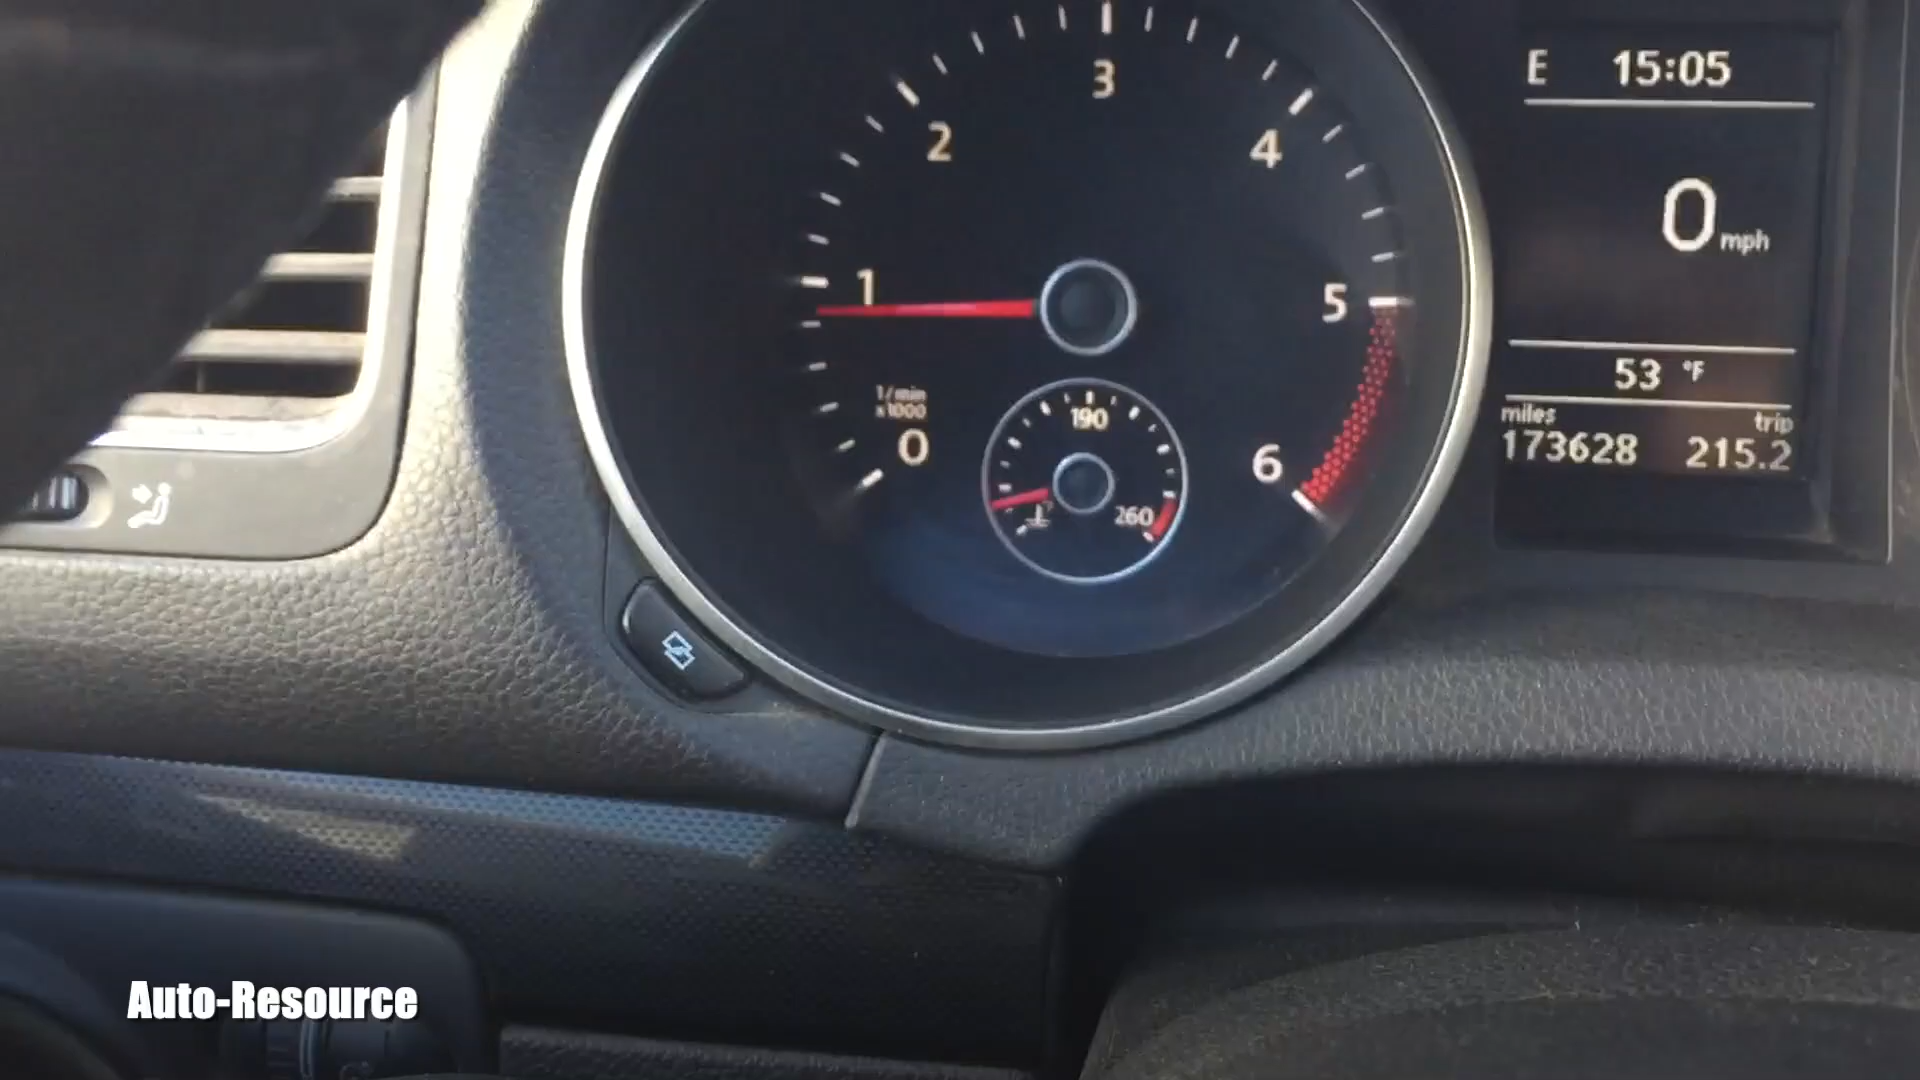 E 15:05
0 mph
53 °F
miles trip
173628 215.2
3
2 4
1 5
1/min
x1000
0 6
190
260
Auto-Resource